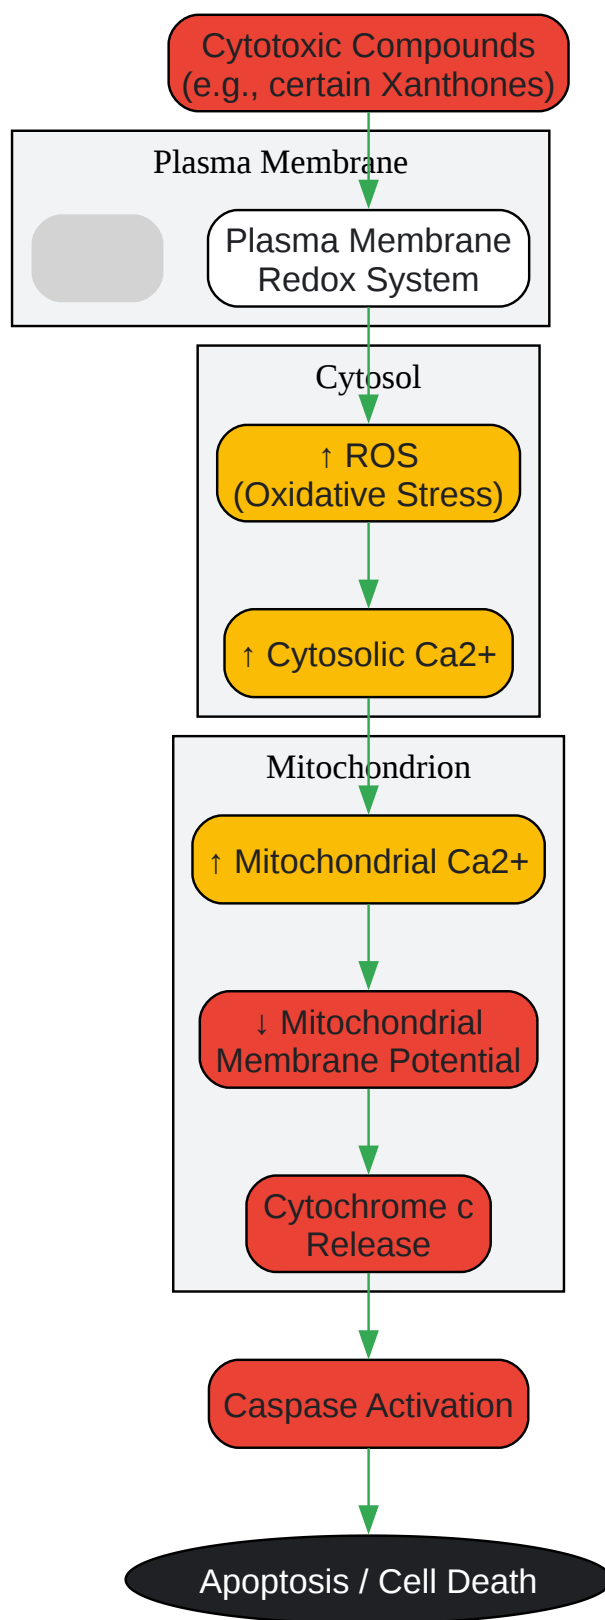 Cytotoxic Compounds
(e.g., certain Xanthones)
Plasma Membrane
Plasma Membrane
Redox System
Cytosol
↑ ROS
(Oxidative Stress)
↑ Cytosolic Ca2+
Mitochondrion
↑ Mitochondrial Ca2+
↓ Mitochondrial
Membrane Potential
Cytochrome c
Release
Caspase Activation
Apoptosis / Cell Death